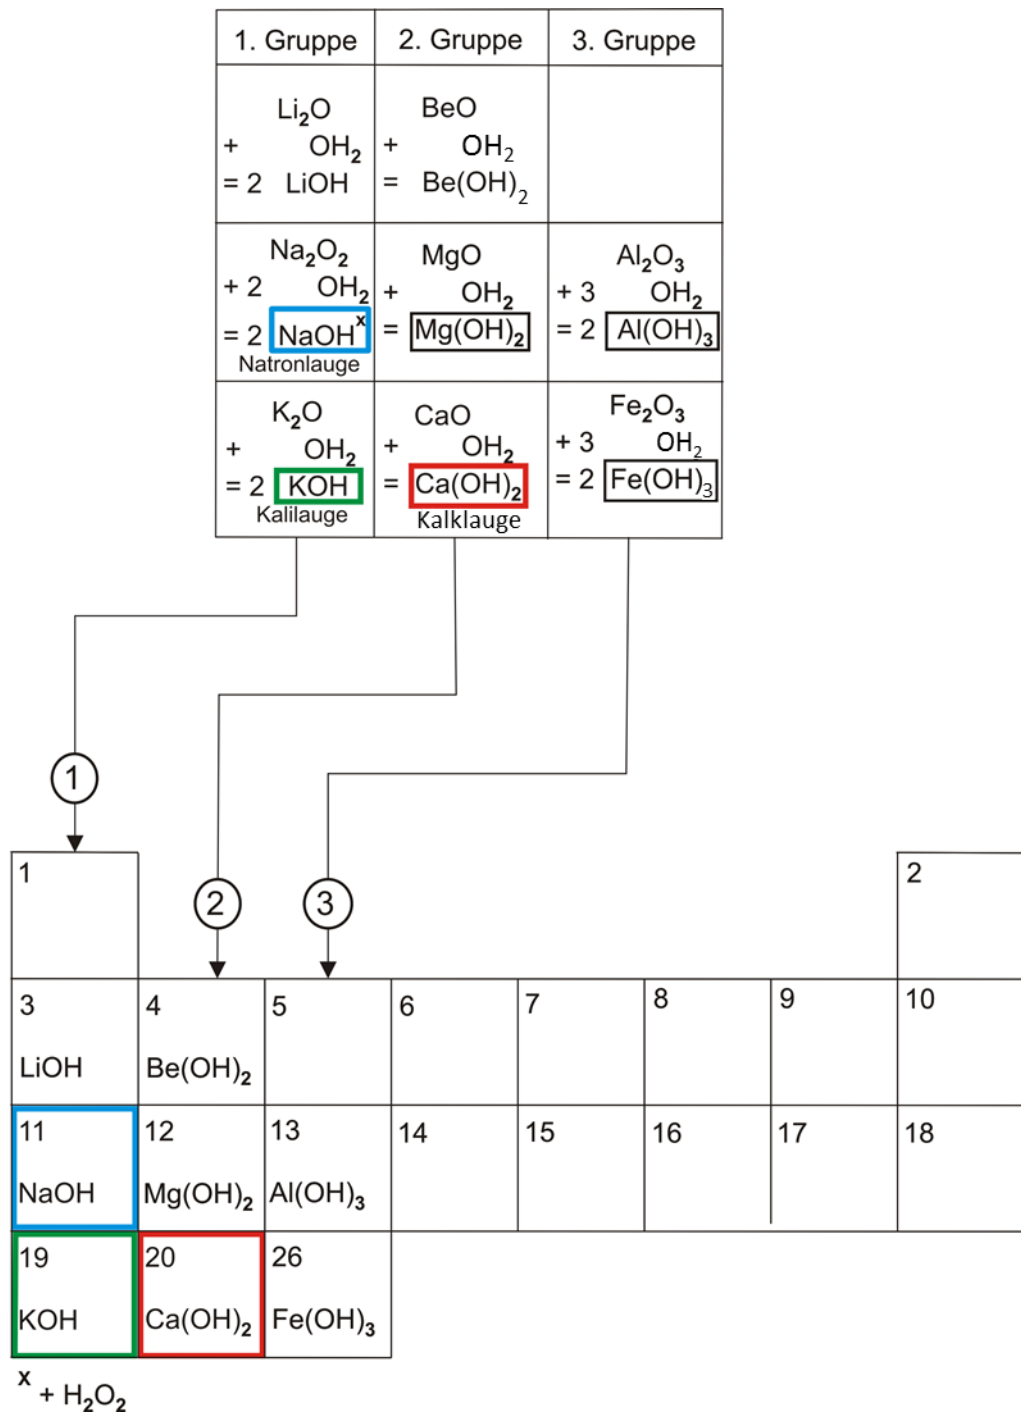 1. Gruppe 2. Gruppe 3. Gruppe
Li₂O
+ OH₂
= 2 LiOH
BeO
+ OH₂
= Be(OH)₂
Na₂O₂
+ 2 OH₂
= 2 NaOHˣ
Natronlauge
MgO
+ OH₂
= Mg(OH)₂
Al₂O₃
+ 3 OH₂
= 2 Al(OH)₃
K₂O
+ OH₂
= 2 KOH
Kalilauge
CaO
+ OH₂
= Ca(OH)₂
Kalklauge
Fe₂O₃
+ 3 OH₂
= 2 Fe(OH)₃
1
2
3
1 2
3 4 5 6 7 8 9 10
LiOH Be(OH)₂
11 12 13 14 15 16 17 18
NaOH Mg(OH)₂ Al(OH)₃
19 20 26
KOH Ca(OH)₂ Fe(OH)₃
ˣ + H₂O₂